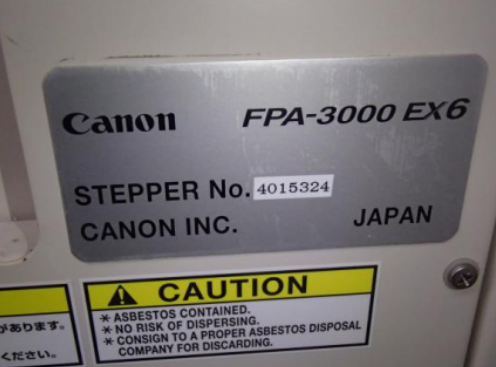 Canon FPA-3000 EX6
STEPPER No. 4015324
CANON INC. JAPAN
CAUTION
* ASBESTOS CONTAINED.
* NO RISK OF DISPERSING.
* CONSIGN TO A PROPER ASBESTOS DISPOSAL
COMPANY FOR DISCARDING.
があります。
ください。